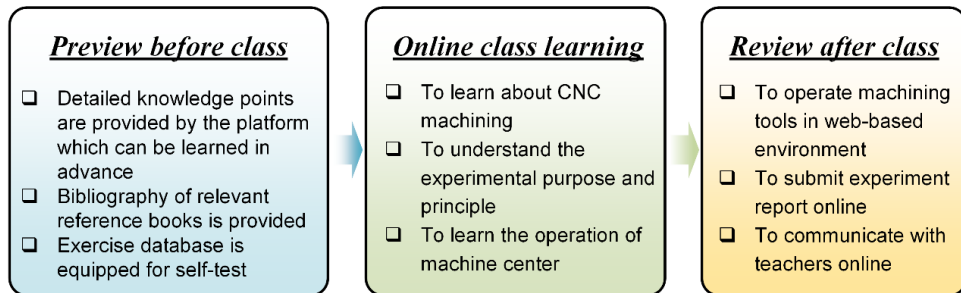 Preview before class
❑ Detailed knowledge points
are provided by the platform
which can be learned in
advance
❑ Bibliography of relevant
reference books is provided
❑ Exercise database is
equipped for self-test
Online class learning
❑ To learn about CNC
machining
❑ To understand the
experimental purpose and
principle
❑ To learn the operation of
machine center
Review after class
❑ To operate machining
tools in web-based
environment
❑ To submit experiment
report online
❑ To communicate with
teachers online